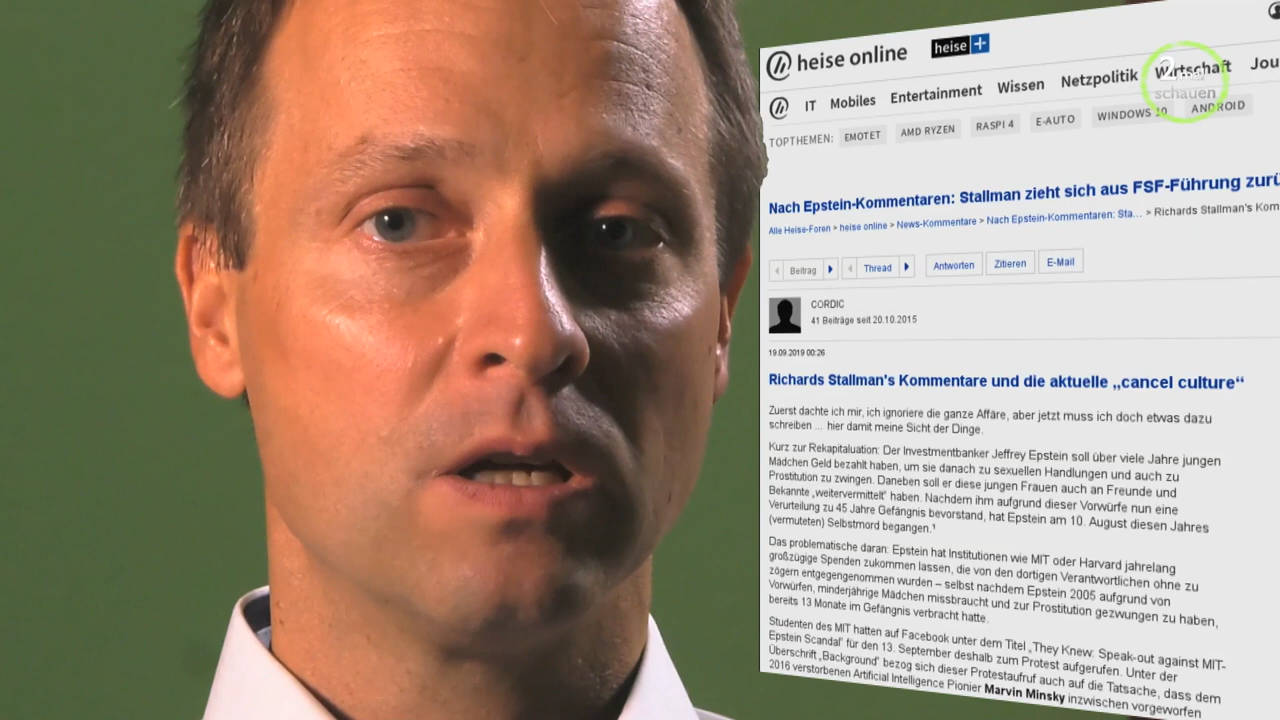 heise online heise+
IT Mobiles Entertainment Wissen Netzpolitik Wirtschaft Jou
2 mal
schauen
TOPTHEMEN: EMOTET AMD RYZEN RASPI 4 E-AUTO WINDOWS 10 ANDROID
Nach Epstein-Kommentaren: Stallman zieht sich aus FSF-Führung zurü
Alle Heise-Foren > heise online > News-Kommentare > Nach Epstein-Kommentaren: Sta... > Richards Stallman's Kom
Beitrag Thread Antworten Zitieren E-Mail
CORDIC
41 Beiträge seit 20.10.2015
19.09.2019 00:26
Richards Stallman's Kommentare und die aktuelle „cancel culture“
Zuerst dachte ich mir, ich ignoriere die ganze Affäre, aber jetzt muss ich doch etwas dazu
schreiben ... hier damit meine Sicht der Dinge.
Kurz zur Rekapitaluation: Der Investmentbanker Jeffrey Epstein soll über viele Jahre jungen
Mädchen Geld bezahlt haben, um sie danach zu sexuellen Handlungen und auch zu
Prostitution zu zwingen. Daneben soll er diese jungen Frauen auch an Freunde und
Bekannte „weitervermittelt“ haben. Nachdem ihm aufgrund dieser Vorwürfe nun eine
Verurteilung zu 45 Jahre Gefängnis bevorstand, hat Epstein am 10. August diesen Jahres
(vermuteten) Selbstmord begangen.¹
Das problematische daran: Epstein hat Institutionen wie MIT oder Harvard jahrelang
großzügige Spenden zukommen lassen, die von den dortigen Verantwortlichen ohne zu
zögern entgegengenommen wurden – selbst nachdem Epstein 2005 aufgrund von
Vorwürfen, minderjährige Mädchen missbraucht und zur Prostitution gezwungen zu haben,
bereits 13 Monate im Gefängnis verbracht hatte.
Studenten des MIT hatten auf Facebook unter dem Titel „They Knew: Speak-out against MIT-
Epstein Scandal“ für den 13. September deshalb zum Protest aufgerufen. Unter der
Überschrift „Background“ bezog sich dieser Protestaufruf auch auf die Tatsache, dass dem
2016 verstorbenen Artificial Intelligence Pionier Marvin Minsky inzwischen vorgeworfen